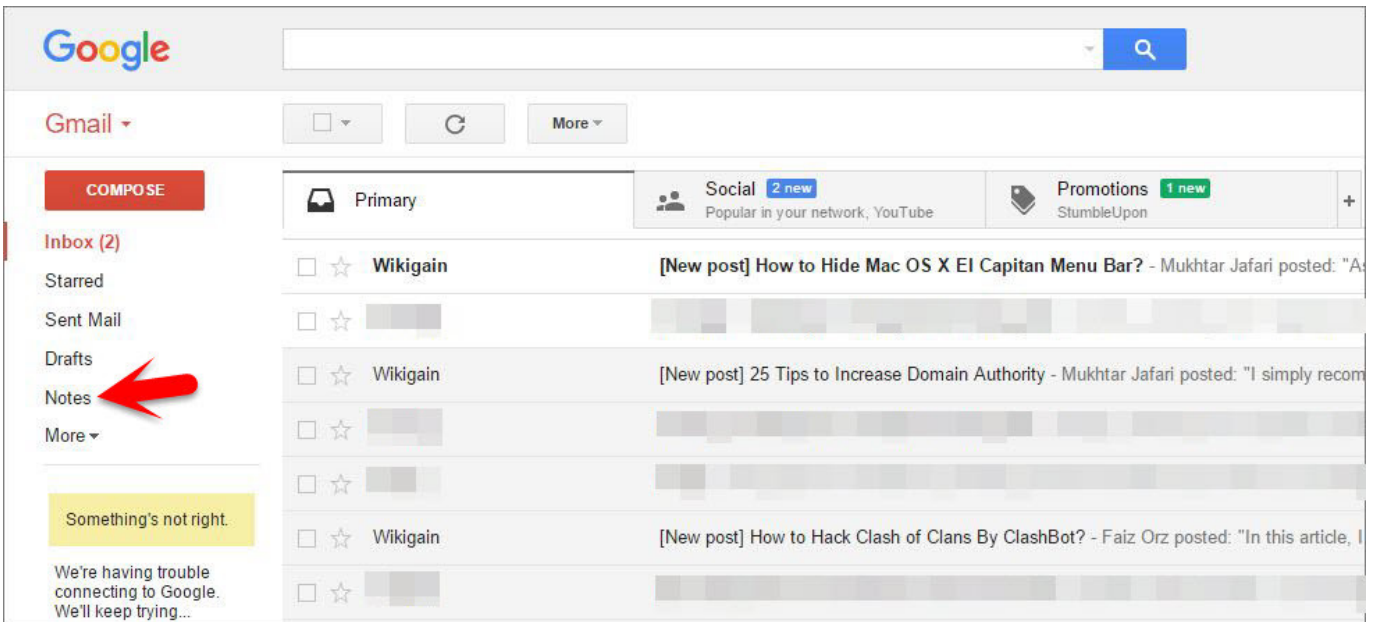 Google
Gmail
More
COMPOSE
Inbox (2)
Starred
Sent Mail
Drafts
Notes
More
Something's not right.
We're having trouble
connecting to Google.
We'll keep trying...
Primary
Social 2 new
Popular in your network, YouTube
Promotions 1 new
StumbleUpon
+
Wikigain [New post] How to Hide Mac OS X EI Capitan Menu Bar? - Mukhtar Jafari posted: "As
Wikigain [New post] 25 Tips to Increase Domain Authority - Mukhtar Jafari posted: "I simply recom
Wikigain [New post] How to Hack Clash of Clans By ClashBot? - Faiz Orz posted: "In this article, I